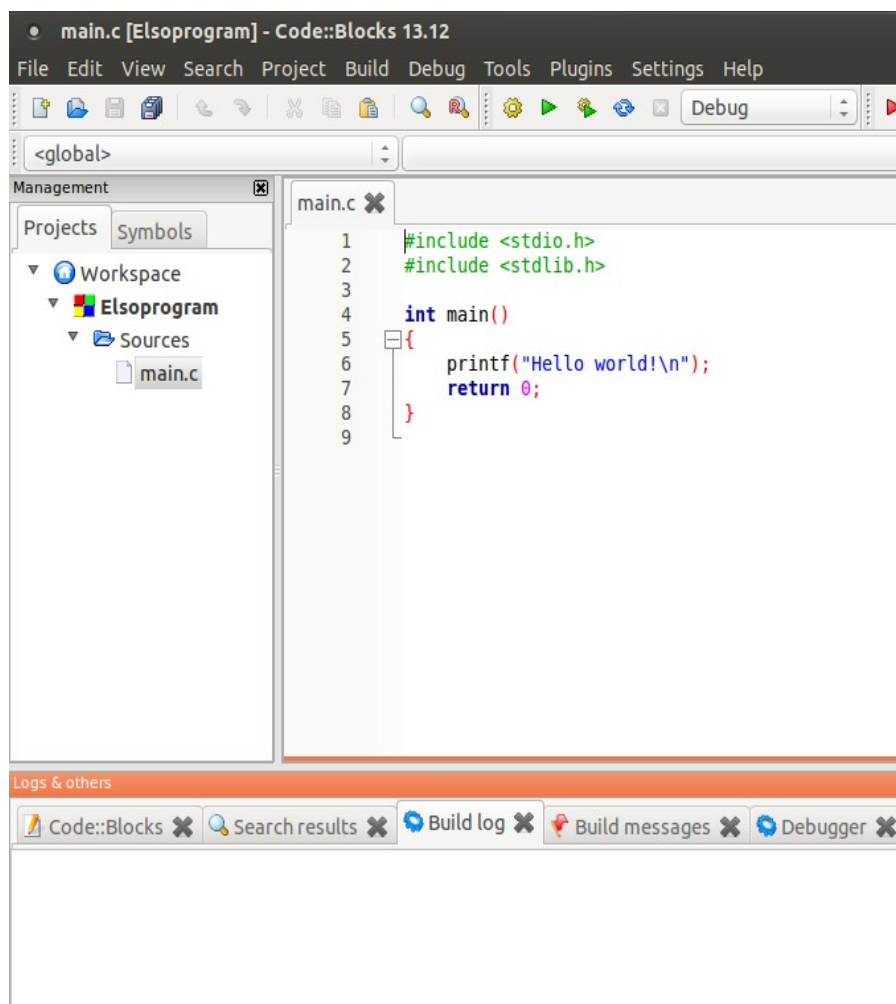 main.c [Elsoprogram] - Code::Blocks 13.12
File Edit View Search Project Build Debug Tools Plugins Settings Help
Debug
<global>
Management
Projects Symbols
Workspace
Elsoprogram
Sources
main.c
main.c
1 #include <stdio.h>
2 #include <stdlib.h>
3
4 int main()
5 {
6     printf("Hello world!\n");
7     return 0;
8 }
9
Logs & others
Code::Blocks Search results Build log Build messages Debugger